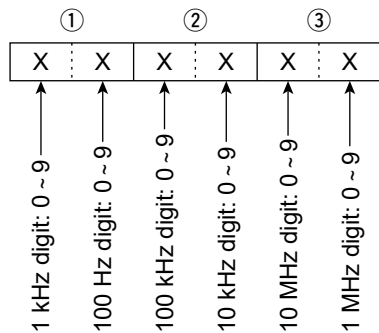 ① ② ③
X X X X X X
1 kHz digit: 0 ~ 9
100 Hz digit: 0 ~ 9
100 kHz digit: 0 ~ 9
10 kHz digit: 0 ~ 9
10 MHz digit: 0 ~ 9
1 MHz digit: 0 ~ 9